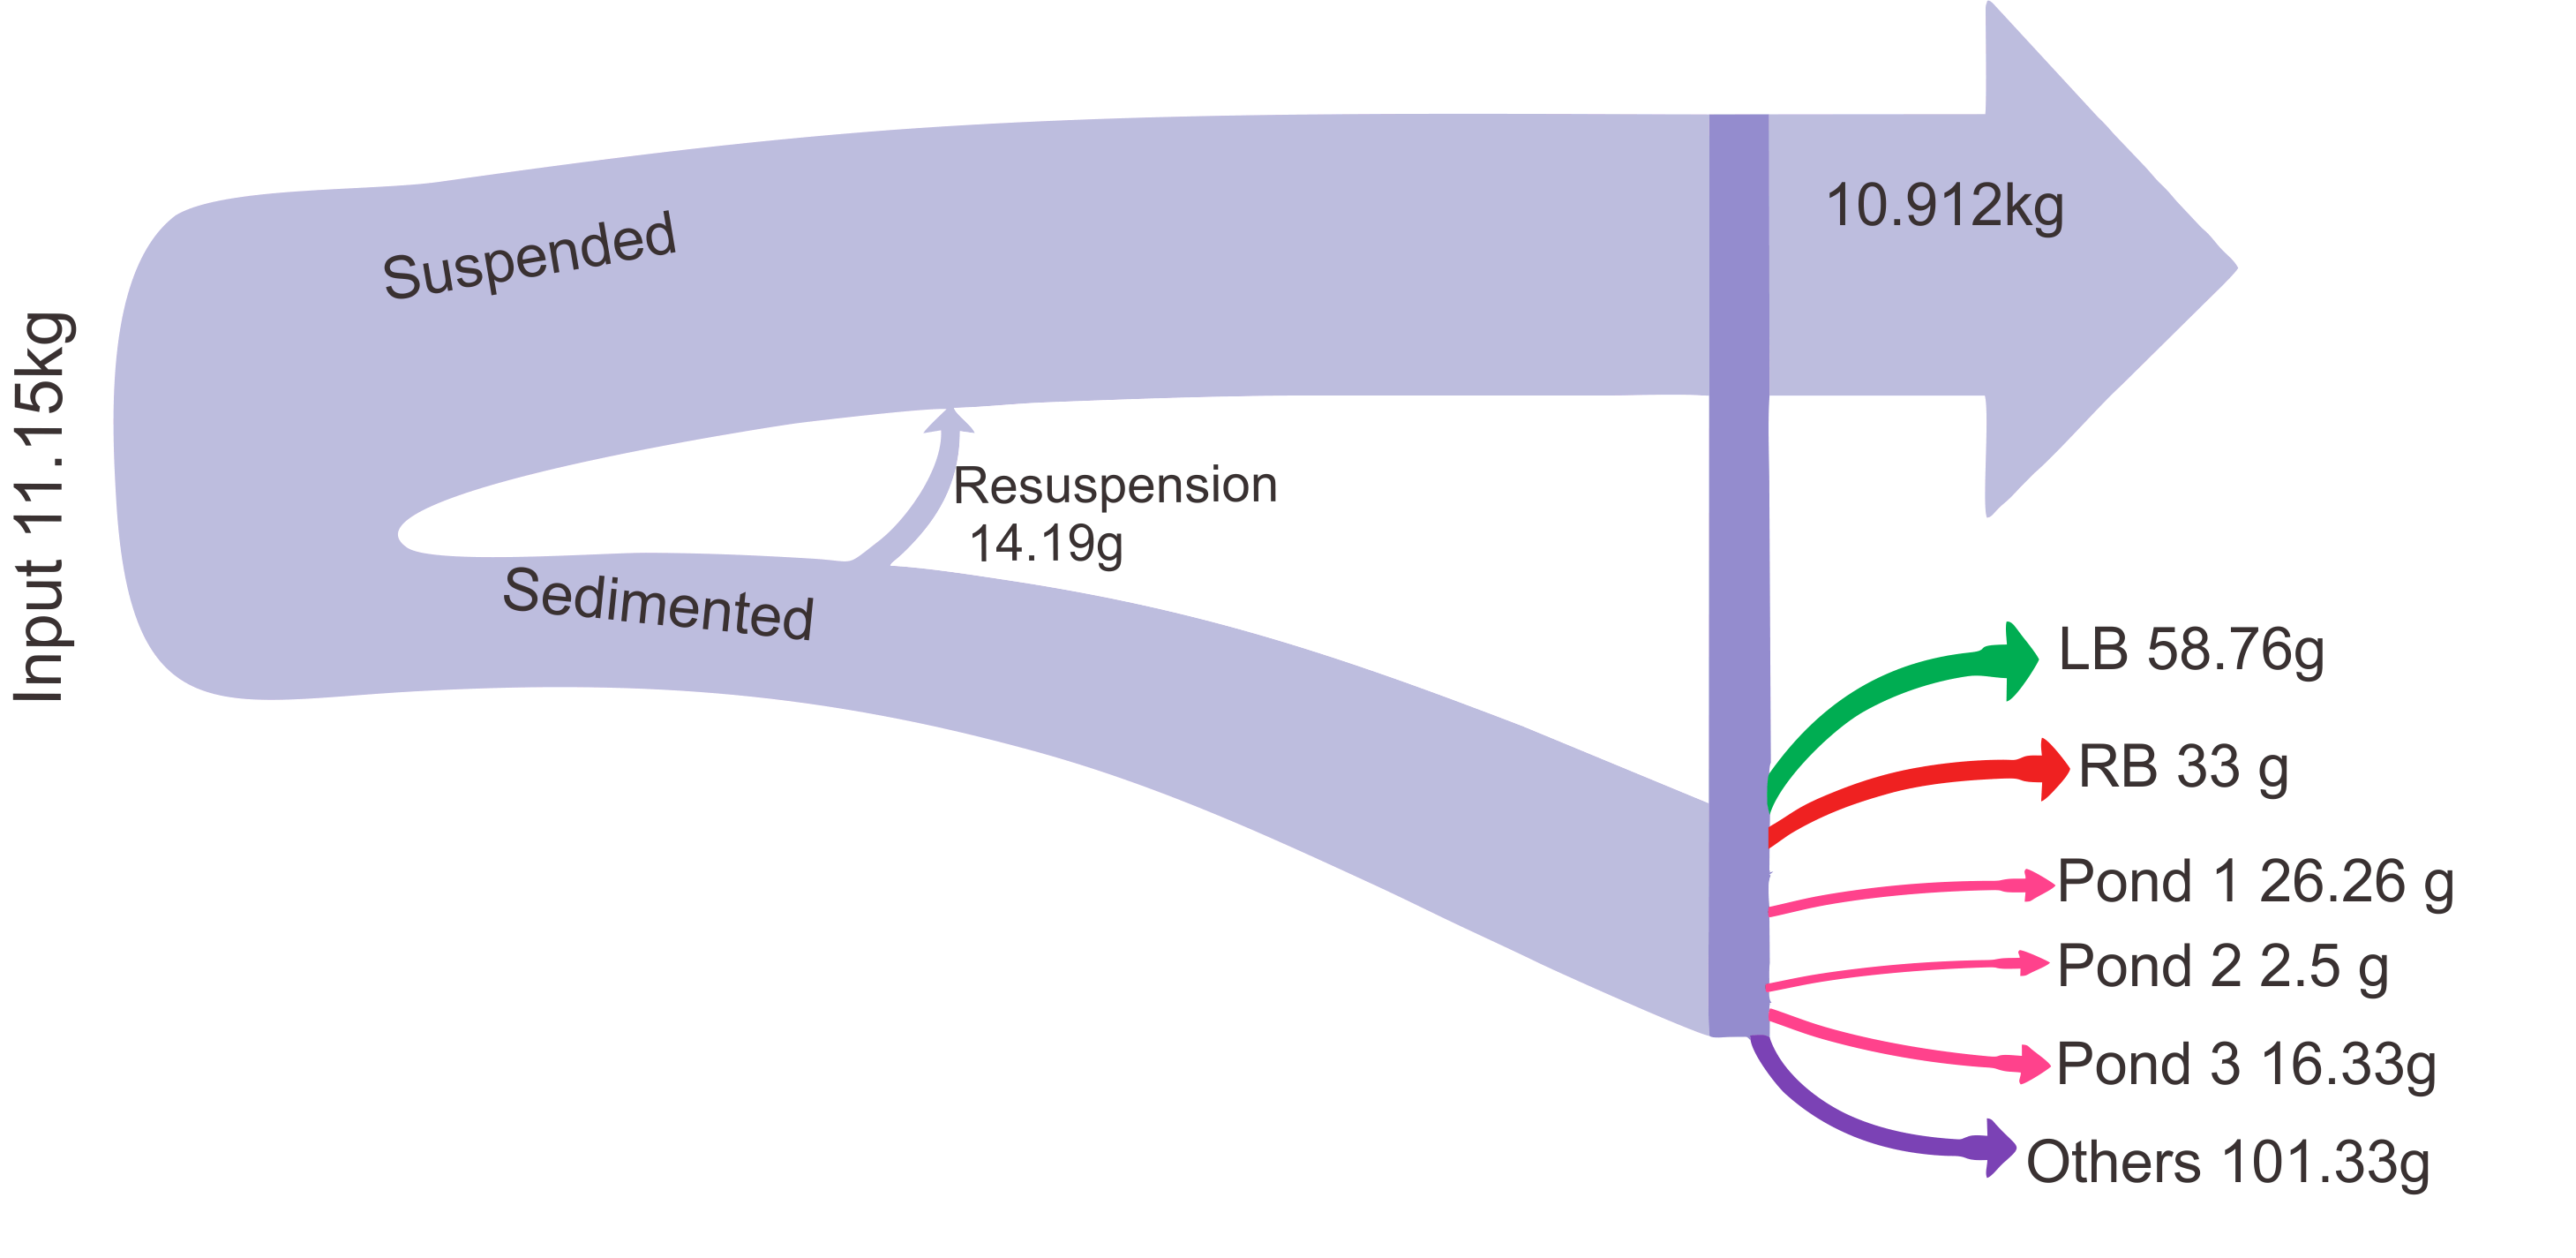 Input 11.15kg
Suspended
10.912kg
Resuspension
14.19g
Sedimented
LB 58.76g
RB 33 g
Pond 1 26.26 g
Pond 2 2.5 g
Pond 3 16.33g
Others 101.33g